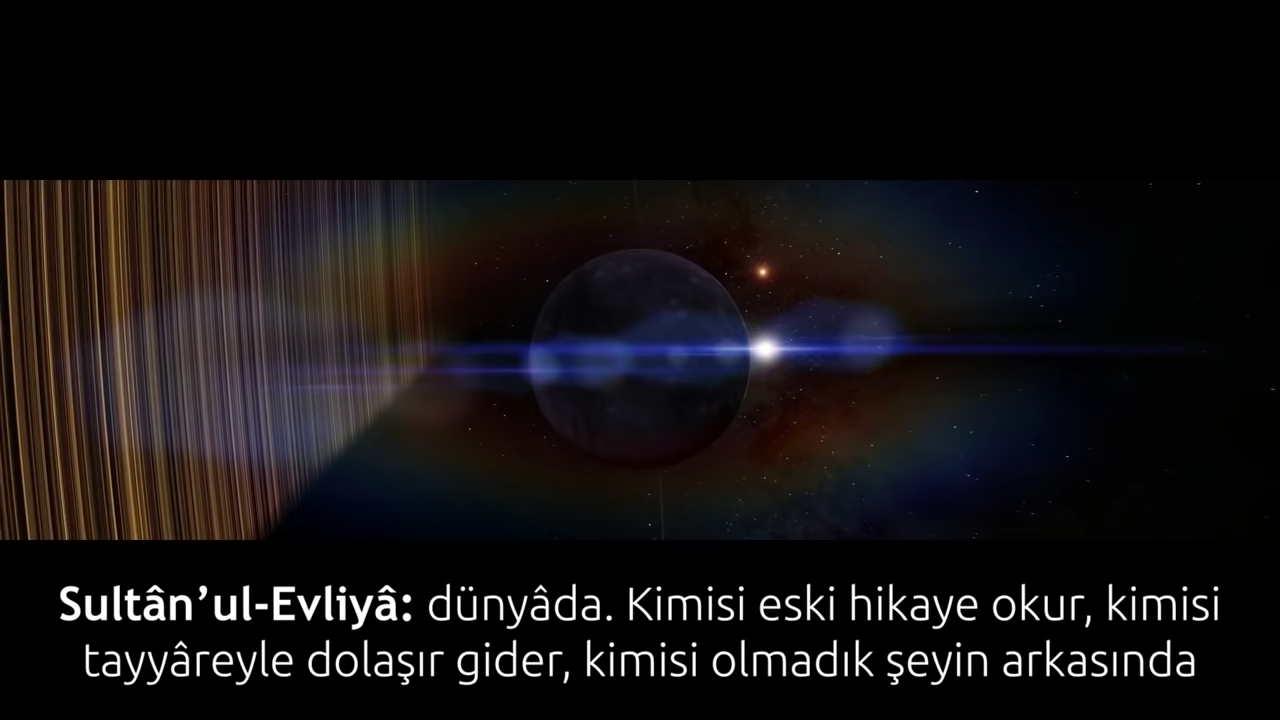 Sultân’ul-Evliyâ: dünyâda. Kimisi eski hikaye okur, kimisi
tayyâreyle dolaşır gider, kimisi olmadık şeyin arkasında